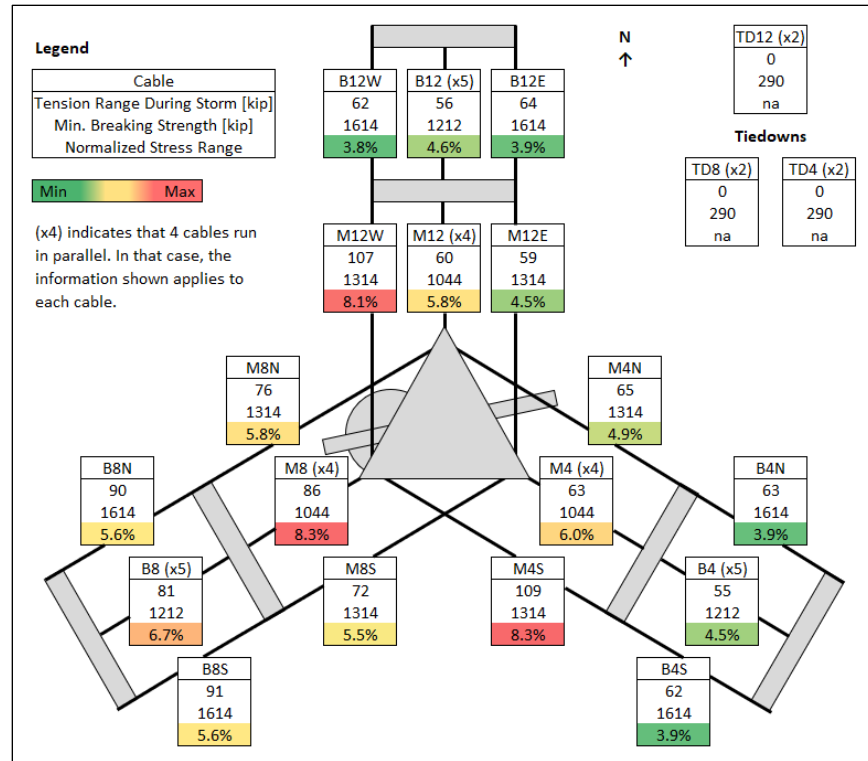 Legend
Cable
Tension Range During Storm [kip]
Min. Breaking Strength [kip]
Normalized Stress Range
Min Max
(x4) indicates that 4 cables run
in parallel. In that case, the
information shown applies to
each cable.
N
↑
B12W
62
1614
3.8%
B12 (x5)
56
1212
4.6%
B12E
64
1614
3.9%
TD12 (x2)
0
290
na
Tiedowns
TD8 (x2)
0
290
na
TD4 (x2)
0
290
na
M12W
107
1314
8.1%
M12 (x4)
60
1044
5.8%
M12E
59
1314
4.5%
M8N
76
1314
5.8%
M4N
65
1314
4.9%
B8N
90
1614
5.6%
M8 (x4)
86
1044
8.3%
M4 (x4)
63
1044
6.0%
B4N
63
1614
3.9%
B8 (x5)
81
1212
6.7%
M8S
72
1314
5.5%
M4S
109
1314
8.3%
B4 (x5)
55
1212
4.5%
B8S
91
1614
5.6%
B4S
62
1614
3.9%